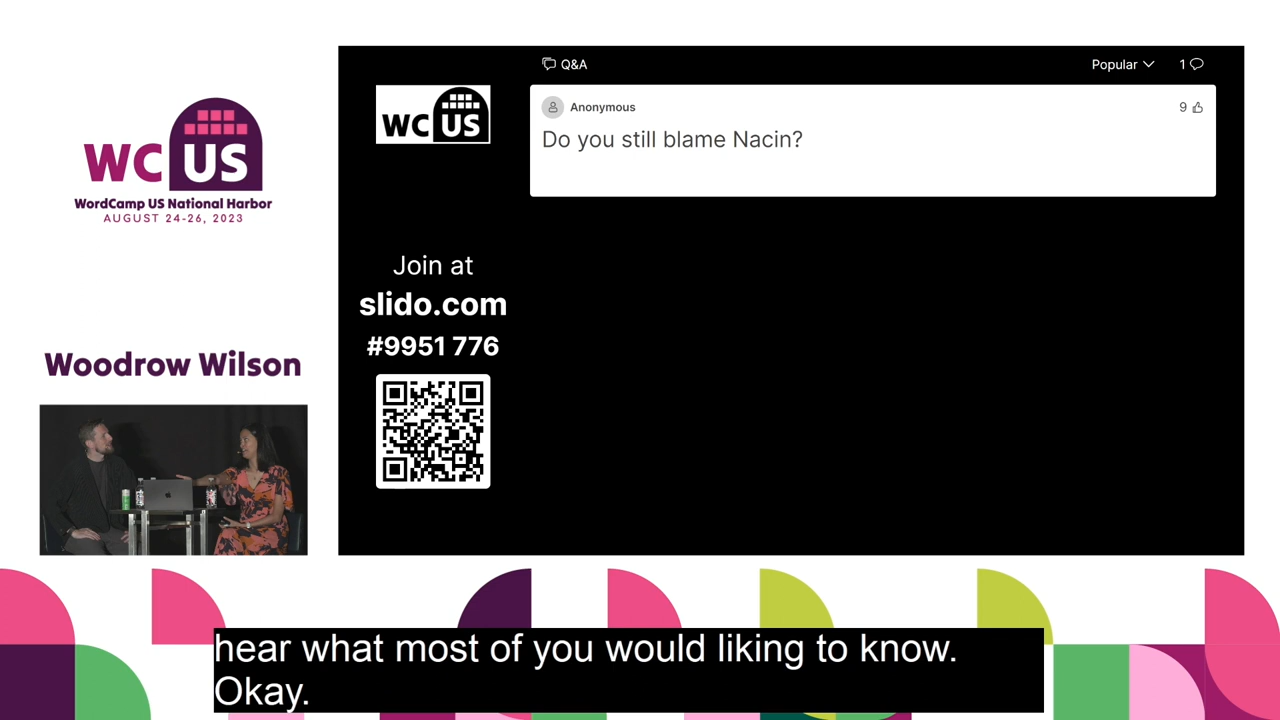 WC US
WordCamp US National Harbor
AUGUST 24-26, 2023
Woodrow Wilson
WC US
Join at
slido.com
#9951 776
Q&A
Popular
1
Anonymous
9
Do you still blame Nacin?
hear what most of you would liking to know.
Okay.